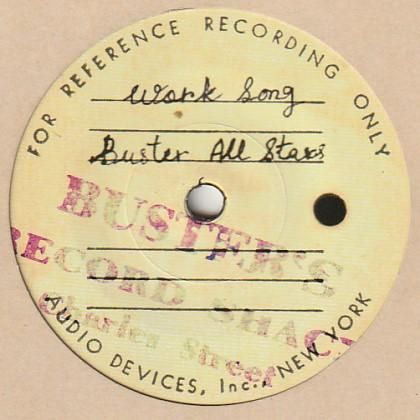 FOR REFERENCE RECORDING ONLY
Work Song
Buster All Stars
BUSTER'S
RECORD SHACK
Charles Street
AUDIO DEVICES, Inc., NEW YORK